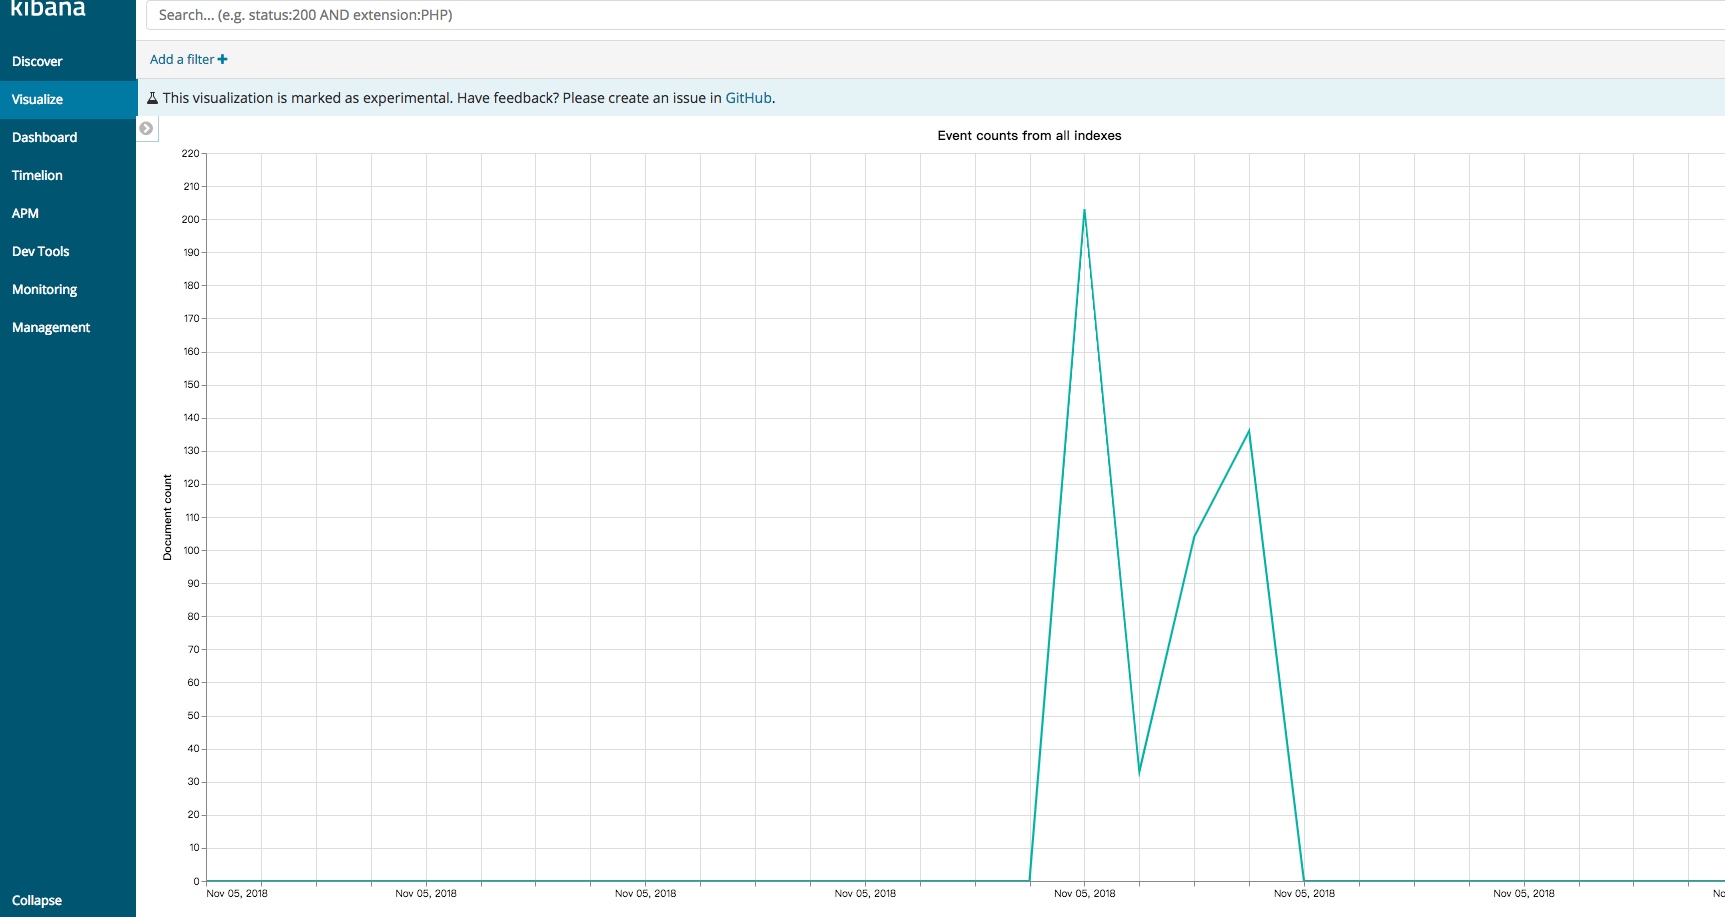 kibana
Search... (e.g. status:200 AND extension:PHP)
Discover
Add a filter +
Visualize
This visualization is marked as experimental. Have feedback? Please create an issue in GitHub.
Dashboard
Timelion
APM
Dev Tools
Monitoring
Management
Collapse
Event counts from all indexes
Document count
220
210
200
190
180
170
160
150
140
130
120
110
100
90
80
70
60
50
40
30
20
10
0
Nov 05, 2018 Nov 05, 2018 Nov 05, 2018 Nov 05, 2018 Nov 05, 2018 Nov 05, 2018 Nov 05, 2018 No